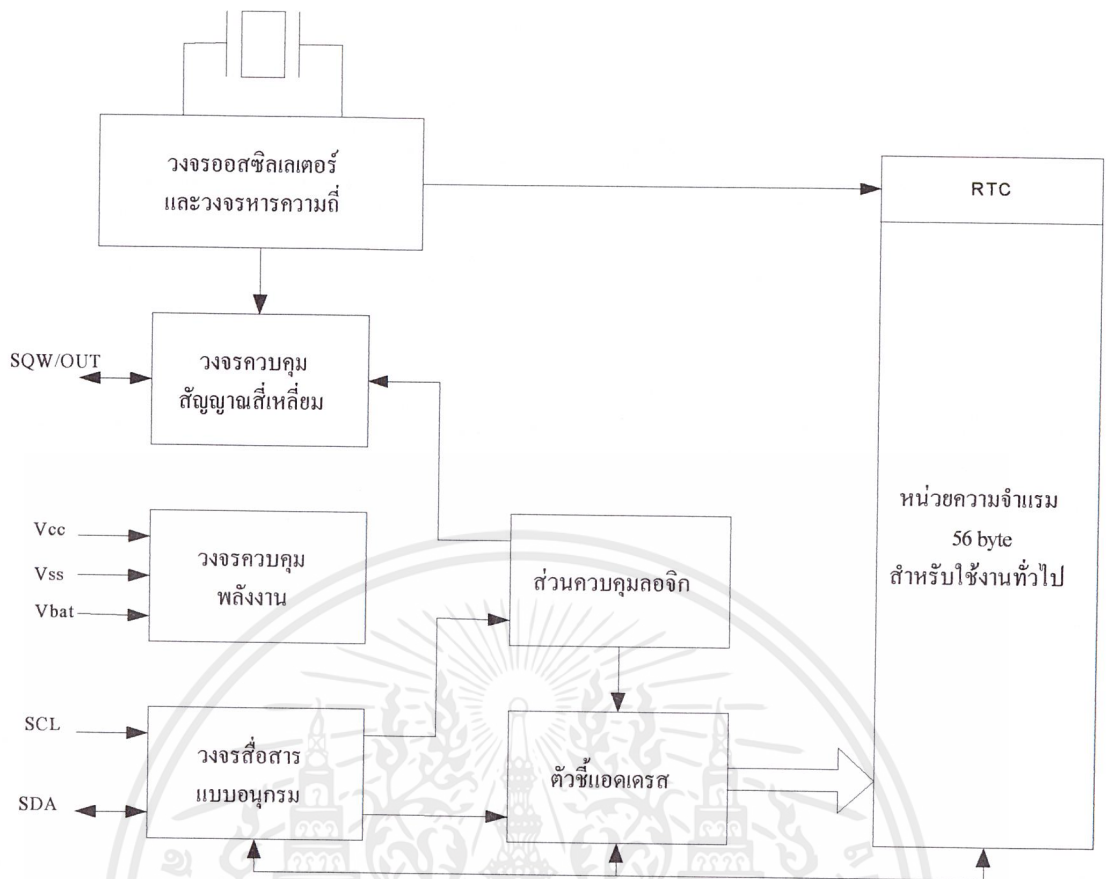 วงจรออสซิลเลเตอร์
และวงจรหารความถี่
RTC
SQW/OUT
วงจรควบคุม
สัญญาณสี่เหลี่ยม
หน่วยความจำแรม
56 byte
สำหรับใช้งานทั่วไป
Vcc
Vss
Vbat
วงจรควบคุม
พลังงาน
ส่วนควบคุมลอจิก
SCL
SDA
วงจรสื่อสาร
แบบอนุกรม
ตัวชี้แอดเดรส